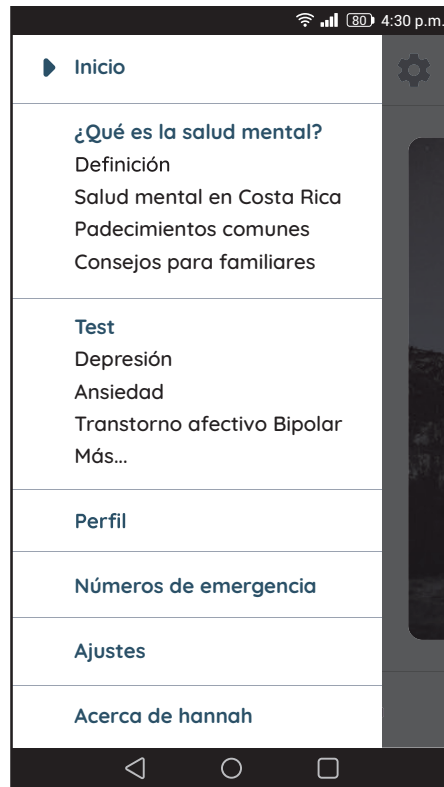 80 4:30 p.m.
Inicio
¿Qué es la salud mental?
Definición
Salud mental en Costa Rica
Padecimientos comunes
Consejos para familiares
Test
Depresión
Ansiedad
Transtorno afectivo Bipolar
Más...
Perfil
Números de emergencia
Ajustes
Acerca de hannah